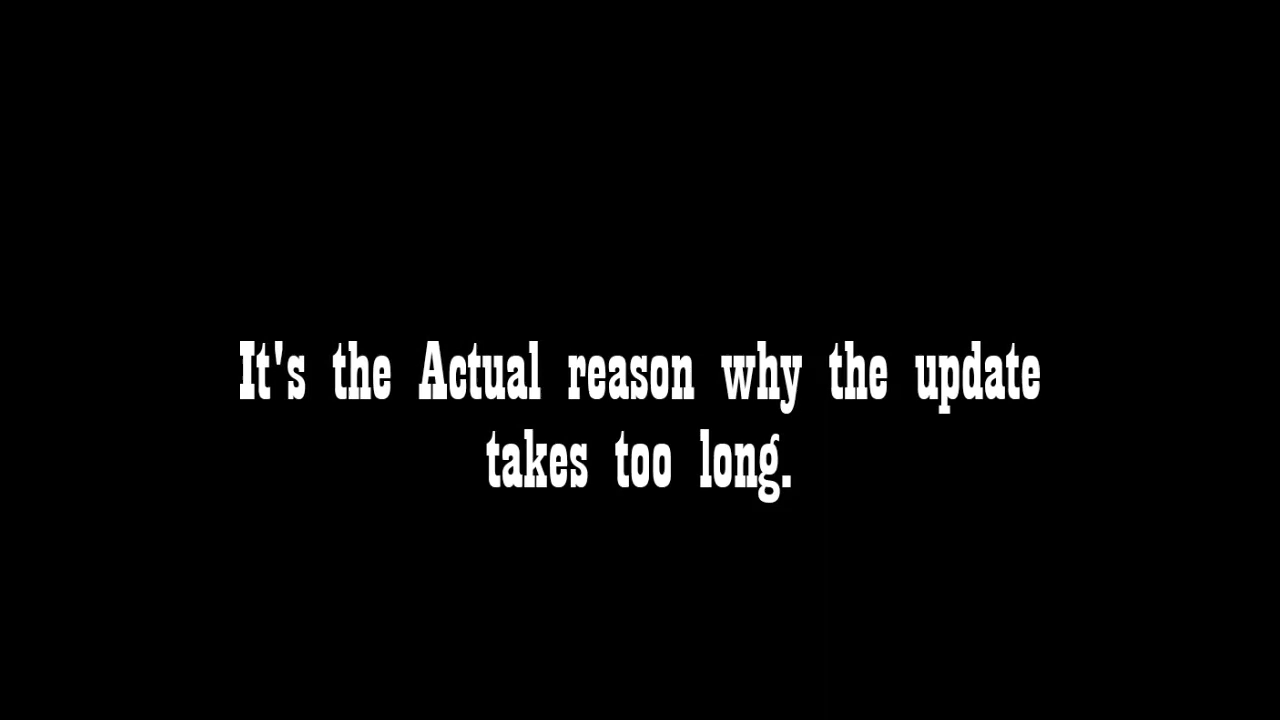 It's the Actual reason why the update
takes too long.